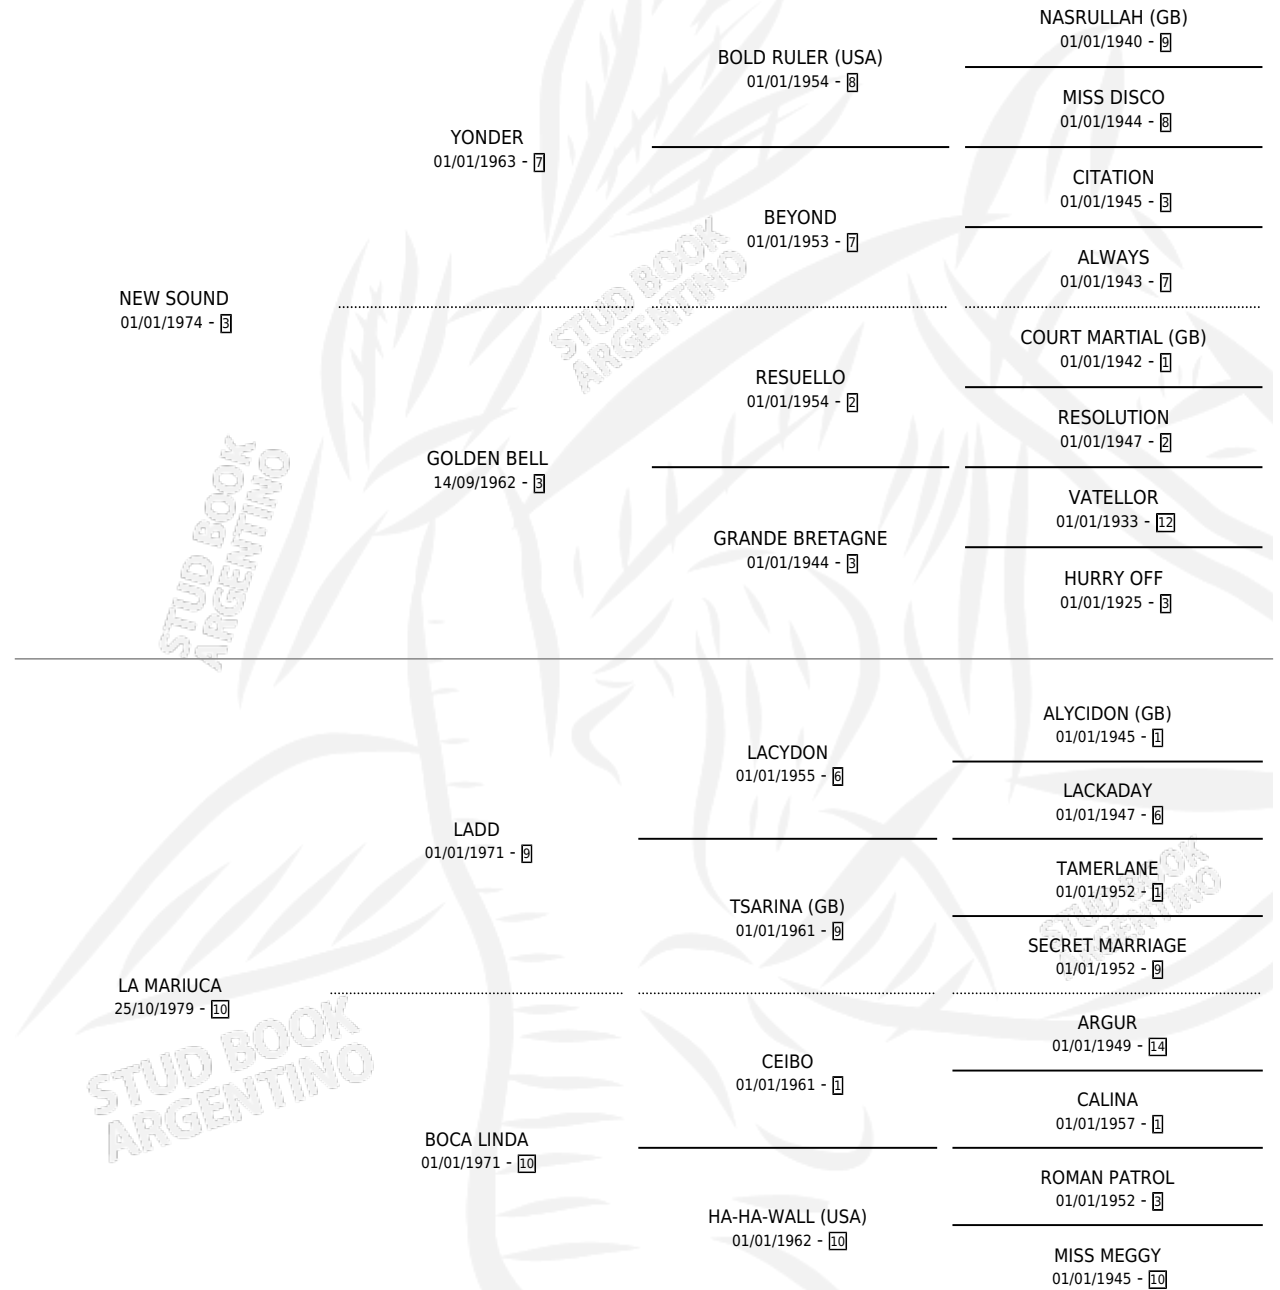 NASRULLAH (GB)
01/01/1940 - 9
BOLD RULER (USA)
01/01/1954 - 8
MISS DISCO
01/01/1944 - 8
YONDER
01/01/1963 - 7
CITATION
01/01/1945 - 3
BEYOND
01/01/1953 - 7
ALWAYS
01/01/1943 - 7
NEW SOUND
01/01/1974 - 3
COURT MARTIAL (GB)
01/01/1942 - 1
RESUELLO
01/01/1954 - 2
RESOLUTION
01/01/1947 - 2
GOLDEN BELL
14/09/1962 - 3
VATELLOR
01/01/1933 - 12
GRANDE BRETAGNE
01/01/1944 - 3
HURRY OFF
01/01/1925 - 3
STUD BOOK
ARGENTINO
STUD BOOK
ARGENTINO
ALYCIDON (GB)
01/01/1945 - 1
LACYDON
01/01/1955 - 6
LACKADAY
01/01/1947 - 6
LADD
01/01/1971 - 9
TAMERLANE
01/01/1952 - 1
TSARINA (GB)
01/01/1961 - 9
SECRET MARRIAGE
01/01/1952 - 9
LA MARIUCA
25/10/1979 - 10
ARGUR
01/01/1949 - 14
CEIBO
01/01/1961 - 1
CALINA
01/01/1957 - 1
BOCA LINDA
01/01/1971 - 10
ROMAN PATROL
01/01/1952 - 3
HA-HA-WALL (USA)
01/01/1962 - 10
MISS MEGGY
01/01/1945 - 10
STUD BOOK
ARGENTINO
STUD BOOK
ARGENTINO